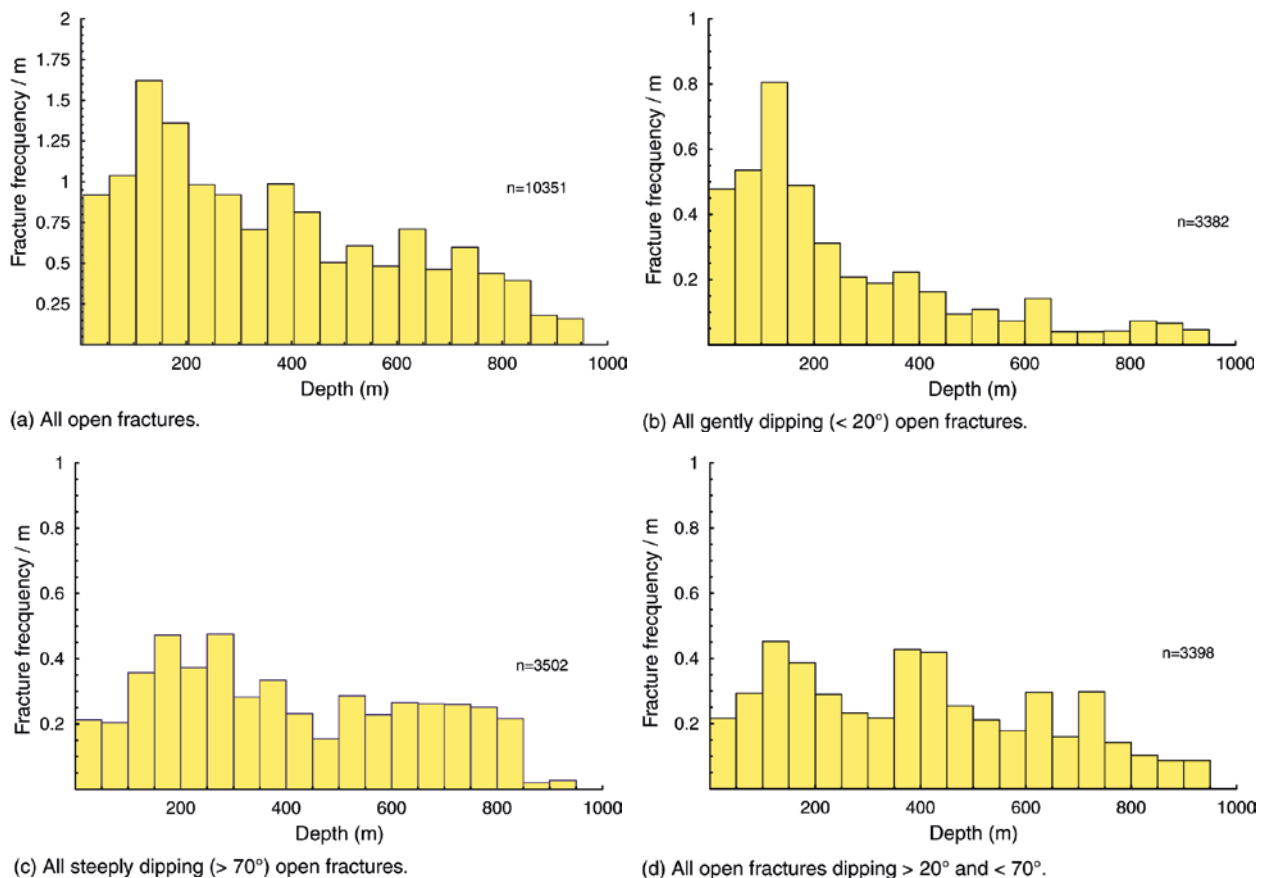 2
1.75
1.5
1.25
1
0.75
0.5
0.25
Fracture frecquency / m
n=10351
200
400
600
800
1000
Depth (m)
(a) All open fractures.
1
0.8
0.6
0.4
0.2
Fracture frecquency / m
n=3382
200
400
600
800
1000
Depth (m)
(b) All gently dipping (< 20°) open fractures.
1
0.8
0.6
0.4
0.2
Fracture frecquency / m
n=3502
200
400
600
800
1000
Depth (m)
(c) All steeply dipping (> 70°) open fractures.
1
0.8
0.6
0.4
0.2
Fracture frecquency / m
n=3398
200
400
600
800
1000
Depth (m)
(d) All open fractures dipping > 20° and < 70°.